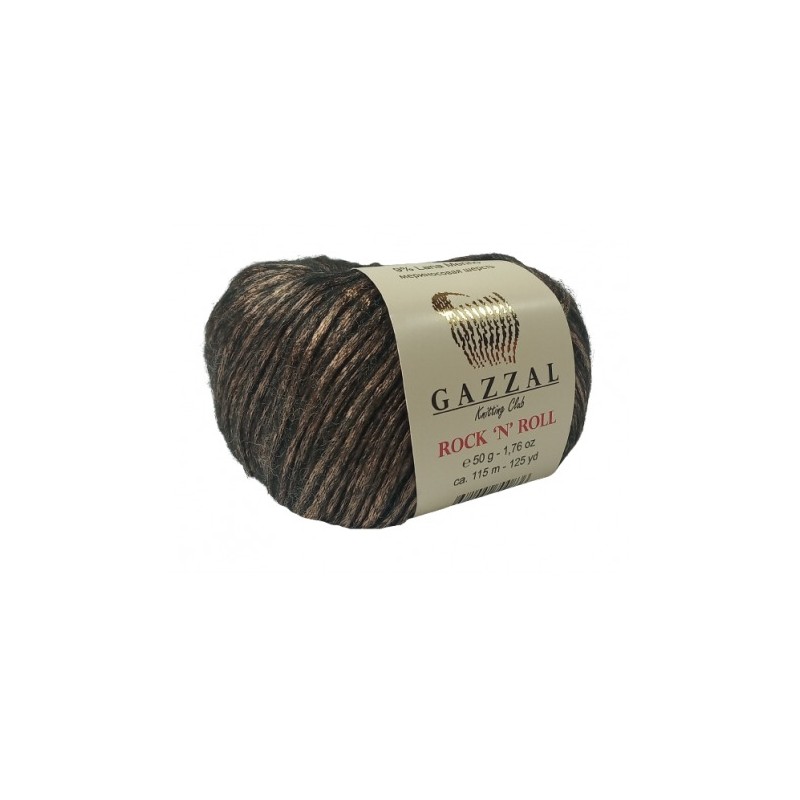 9% Lana Merino
мериносовая шерсть
GAZZAL
Knitting Club
ROCK 'N' ROLL
e 50 g - 1,76 oz
ca. 115 m - 125 yd